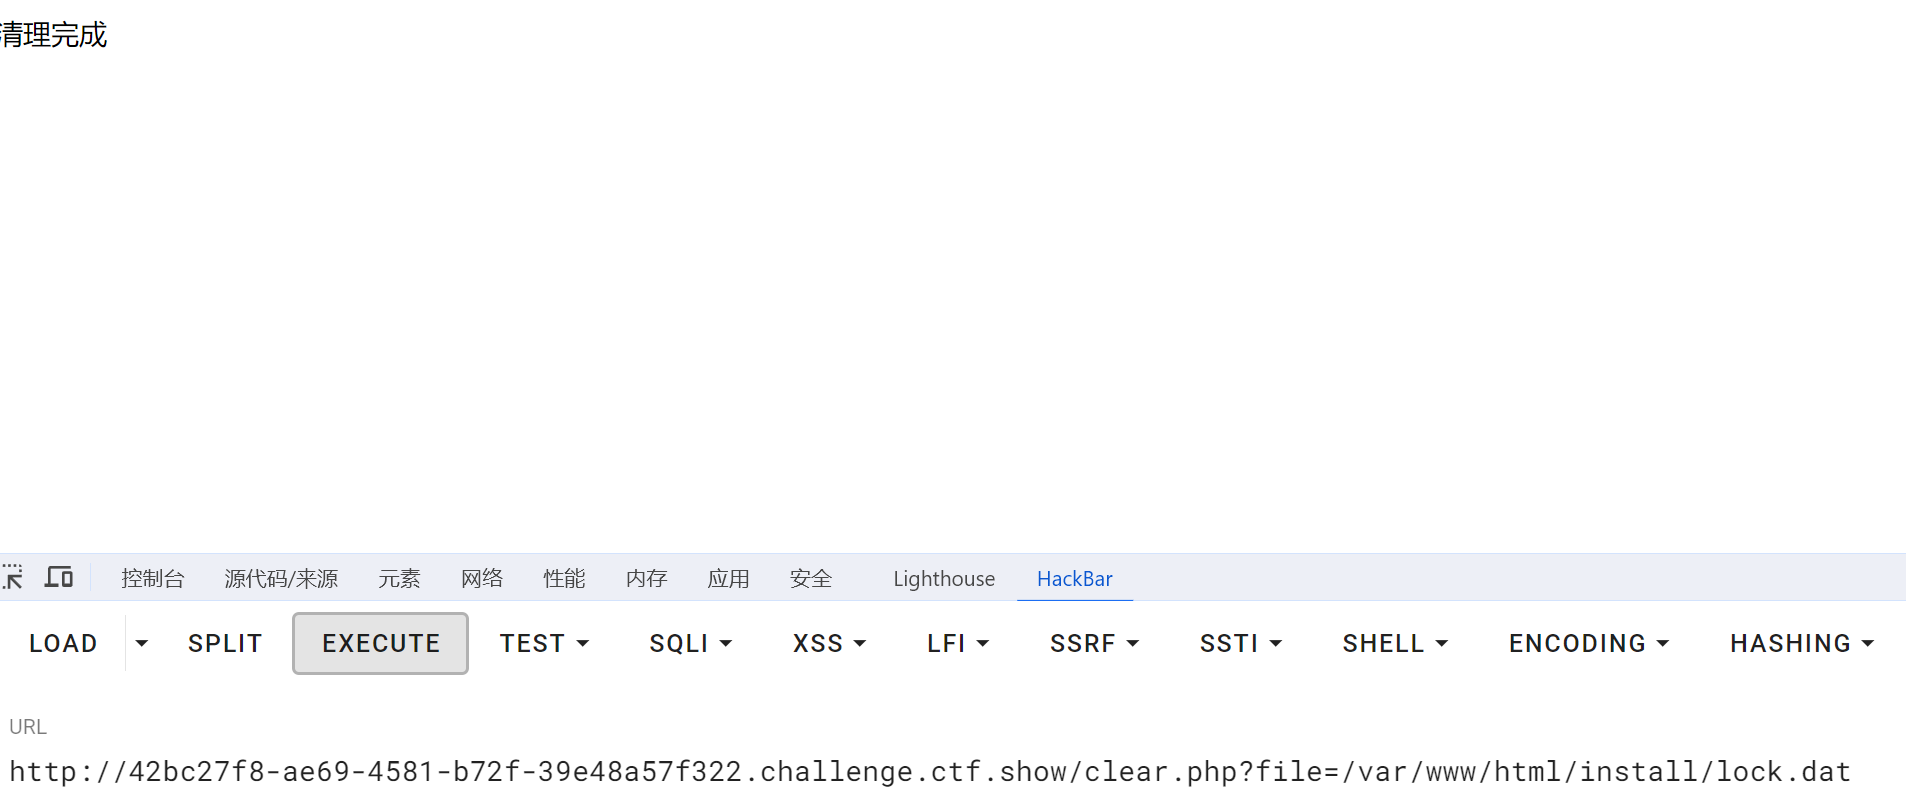 清理完成
控制台 源代码/来源 元素 网络 性能 内存 应用 安全 Lighthouse HackBar
LOAD SPLIT EXECUTE TEST SQLI XSS LFI SSRF SSTI SHELL ENCODING HASHING
URL
http://42bc27f8-ae69-4581-b72f-39e48a57f322.challenge.ctf.show/clear.php?file=/var/www/html/install/lock.dat